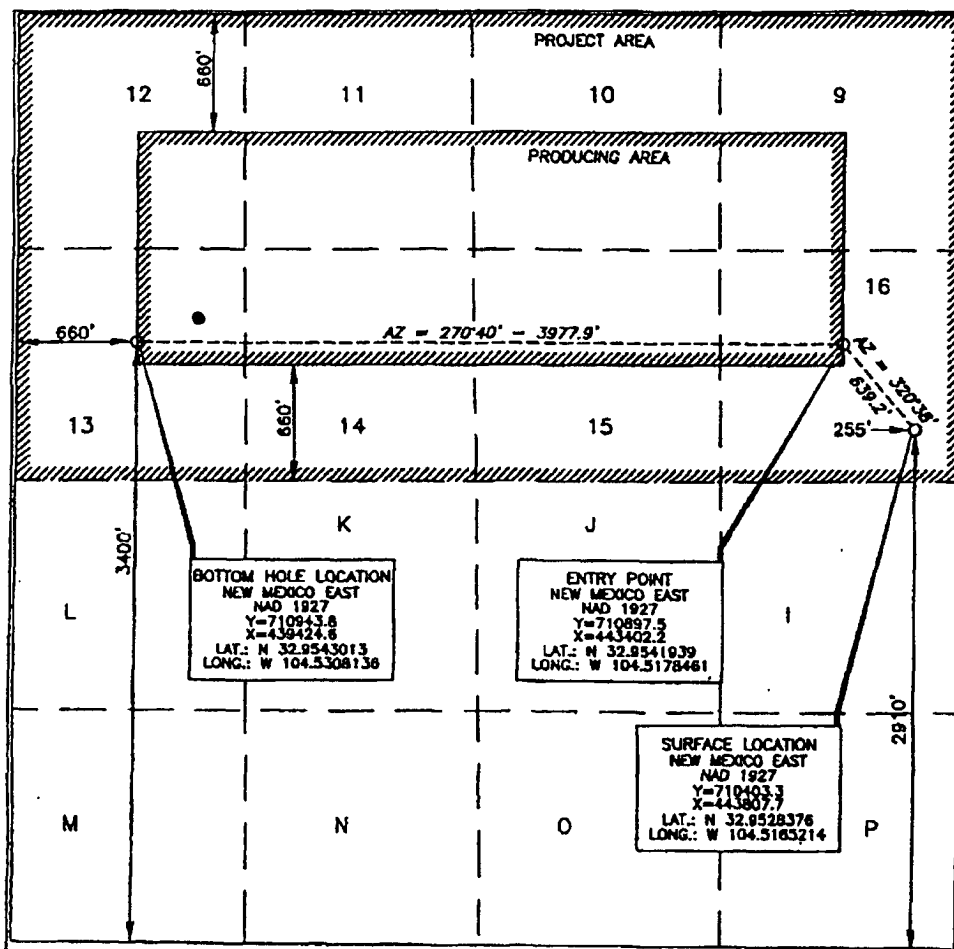 PROJECT AREA
660'
12
11
10
9
PRODUCING AREA
16
660'
AZ = 270°40' - 3977.9'
AZ = 320°38'
639.2'
255'
13
660'
14
15
3400'
K
J
L
I
BOTTOM HOLE LOCATION
NEW MEXICO EAST
NAD 1927
Y=710943.8
X=439424.6
LAT.: N 32.9543013
LONG.: W 104.5308136
ENTRY POINT
NEW MEXICO EAST
NAD 1927
Y=710897.5
X=443402.2
LAT.: N 32.9541939
LONG.: W 104.5178461
2910'
SURFACE LOCATION
NEW MEXICO EAST
NAD 1927
Y=710403.3
X=443807.7
LAT.: N 32.9528376
LONG.: W 104.5165214
M
N
O
P